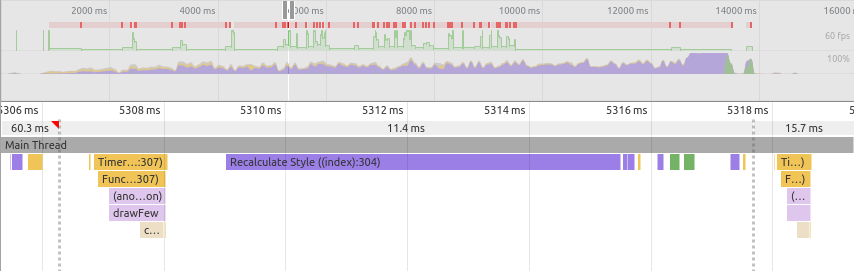 2000 ms 4000 ms 000 ms 8000 ms 10000 ms 12000 ms 14000 ms 16000
60 fps
100%
5306 ms 5308 ms 5310 ms 5312 ms 5314 ms 5316 ms 5318 ms 5
60.3 ms 11.4 ms 15.7 ms
Main Thread
Timer...:307) Recalculate Style ((index):304) Ti...)
Func...307) F...)
(ano...on) (...
drawFew
c...